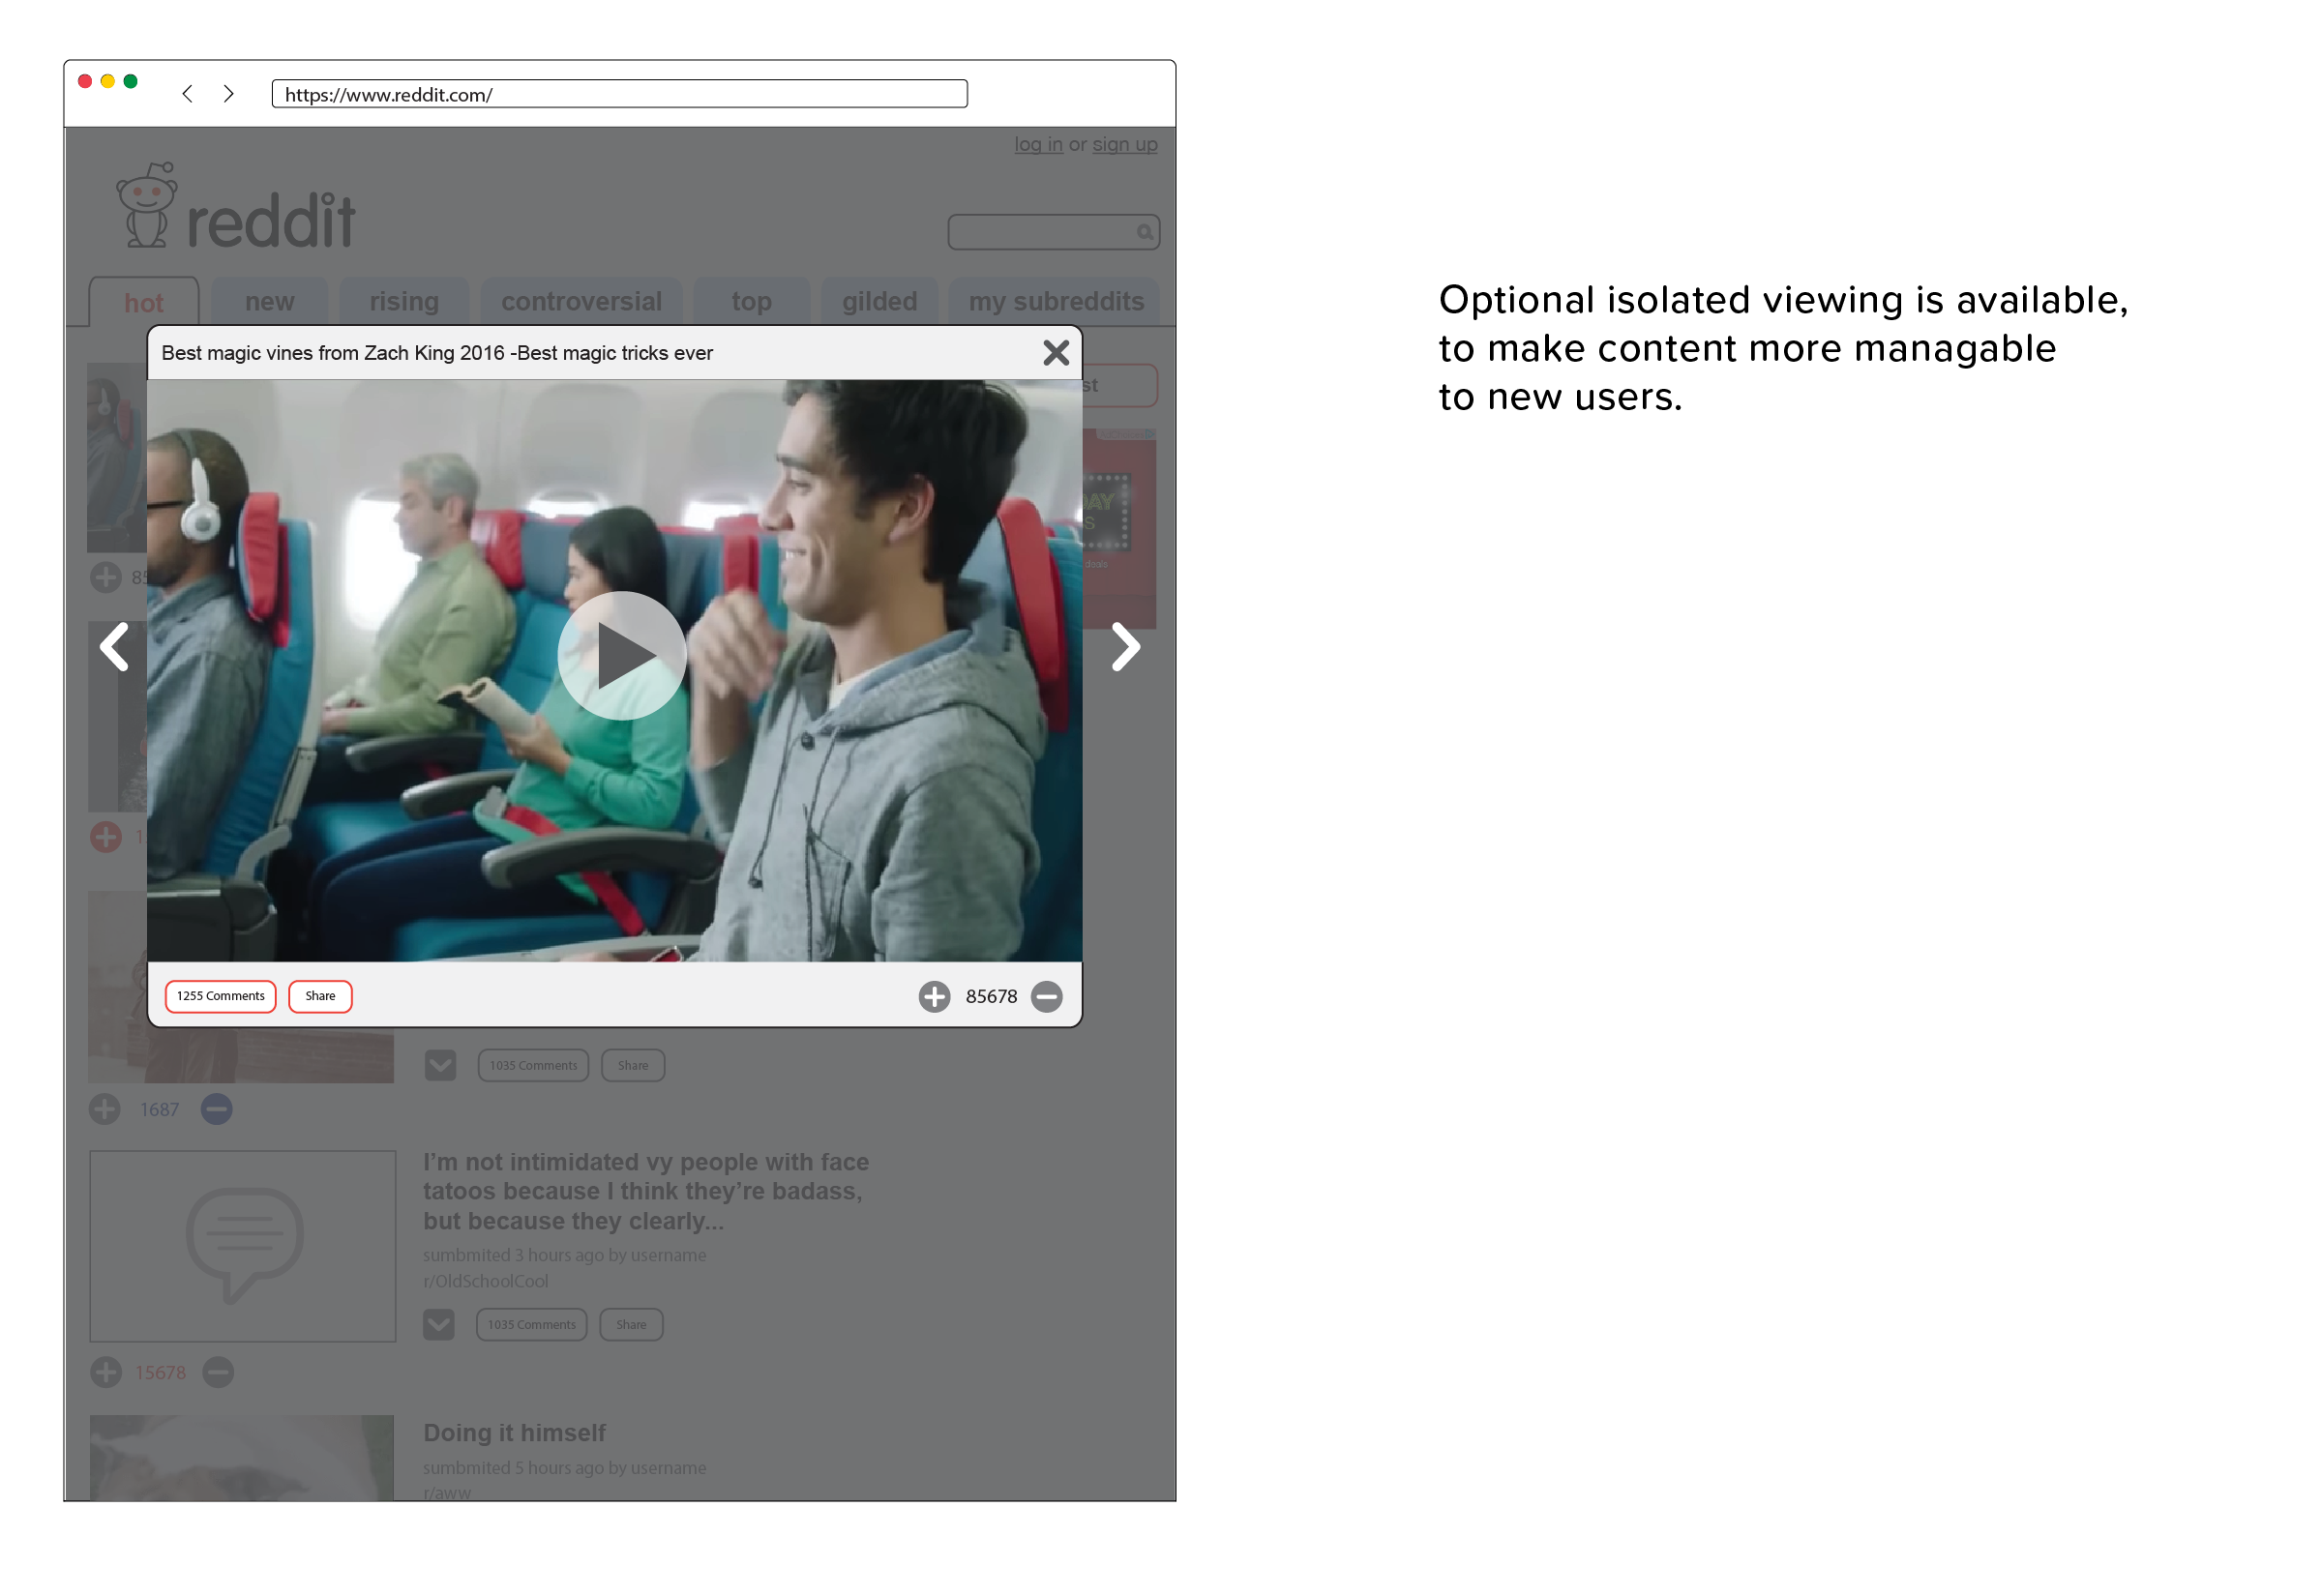 https://www.reddit.com/
log in or sign up
reddit
hot new rising controversial top gilded my subreddits
Best magic vines from Zach King 2016 -Best magic tricks ever
Optional isolated viewing is available,
to make content more managable
to new users.
deals
1255 Comments Share 85678
1035 Comments Share
1687
I'm not intimidated vy people with face
tatoos because I think they're badass,
but because they clearly...
sumbmited 3 hours ago by username
r/OldSchoolCool
1035 Comments Share
15678
Doing it himself
sumbmited 5 hours ago by username
r/aww